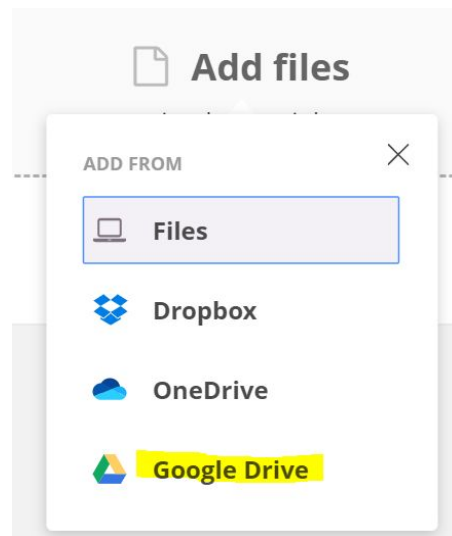 Add files
ADD FROM
Files
Dropbox
OneDrive
Google Drive